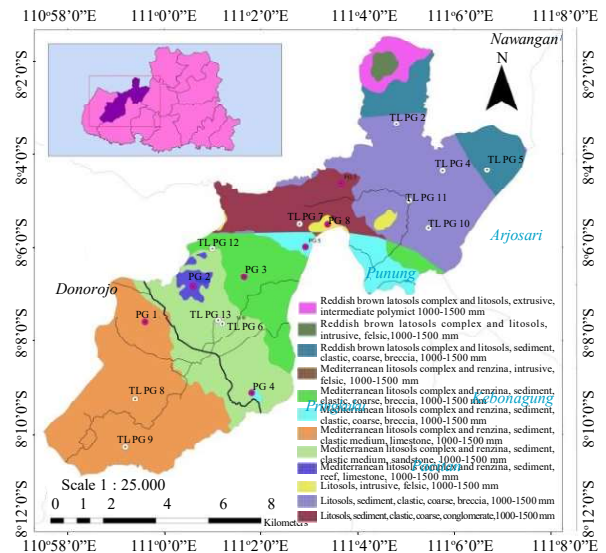 110°58'0"E 111°0'0"E 111°2'0"E 111°4'0"E 111°6'0"E 111°8'0"E
Nawangan
N
8°2'0"S
8°2'0"S
TL PG 2
8°4'0"S
8°4'0"S
TL PG 4
TL PG 5
TL PG 11
TL PG 7
PG 8
TL PG 10
Arjosari
8°6'0"S
8°6'0"S
TL PG 12
PG 5
PG 3
PG 2
Punung
Donorojo
PG 1
TL PG 13
TL PG 6
8°8'0"S
8°8'0"S
PG 4
TL PG 8
TL PG 9
8°10'0"S
8°10'0"S
8°12'0"S
8°12'0"S
Reddish brown latosols complex and litosols, extrusive,
intermediate polymict 1000-1500 mm
Reddish brown latosols complex and litosols,
intrusive, felsic,1000-1500 mm
Reddish brown latosols complex and litosols, sediment,
clastic, coarse, breccia, 1000-1500 mm
Mediterranean litosols complex and renzina, intrusive,
felsic, 1000-1500 mm
Mediterranean litosols complex and renzina, sediment,
clastic, coarse, breccia, 1000-1500 mm
Kebonagung
Mediterranean litosols complex and renzina, sediment,
clastic, coarse, breccia, 1000-1500 mm
Mediterranean litosols complex and renzina, sediment,
clastic medium, limestone, 1000-1500 mm
Mediterranean litosols complex and renzina, sediment,
clastic medium, sandstone, 1000-1500 mm
Mediterranean litosols complex and renzina, sediment,
reef, limestone, 1000-1500 mm
Litosols, intrusive, felsic, 1000-1500 mm
Litosols, sediment, clastic, coarse, breccia, 1000-1500 mm
Litosols, sediment, clastic, coarse, conglomerate,1000-1500 mm
Scale 1 : 25.000
0 1 2 4 6 8
Kilometers
110°58'0"E 111°0'0"E 111°2'0"E 111°4'0"E 111°6'0"E 111°8'0"E